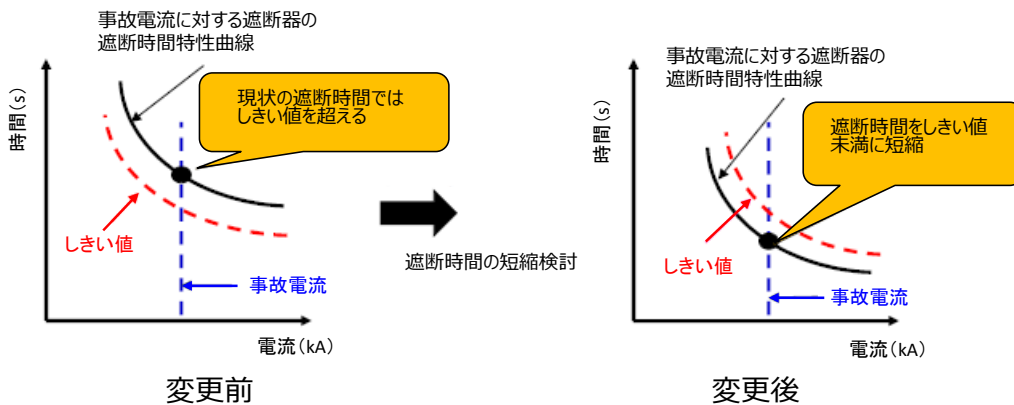 事故電流に対する遮断器の
遮断時間特性曲線
現状の遮断時間では
しきい値を超える
時間(s)
しきい値
事故電流
電流(kA)
変更前
遮断時間の短縮検討
事故電流に対する遮断器の
遮断時間特性曲線
遮断時間をしきい値
未満に短縮
時間(s)
しきい値
事故電流
電流(kA)
変更後